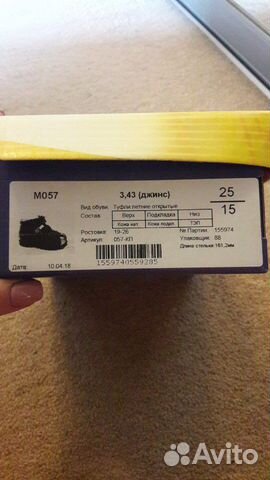 М057 3,43 (джинс) 25
Вид обуви: Туфли летние открытые 15
Состав: Верх Подкладка Низ
Кожа нат. Кожа подкл. ТЭП
Ростовка: 19-26 № Партии: 155974
Артикул: 057-КП Упаковщик: 88
Длина стельки 161,2мм
Дата: 10.04.18
1559740559285
Avito